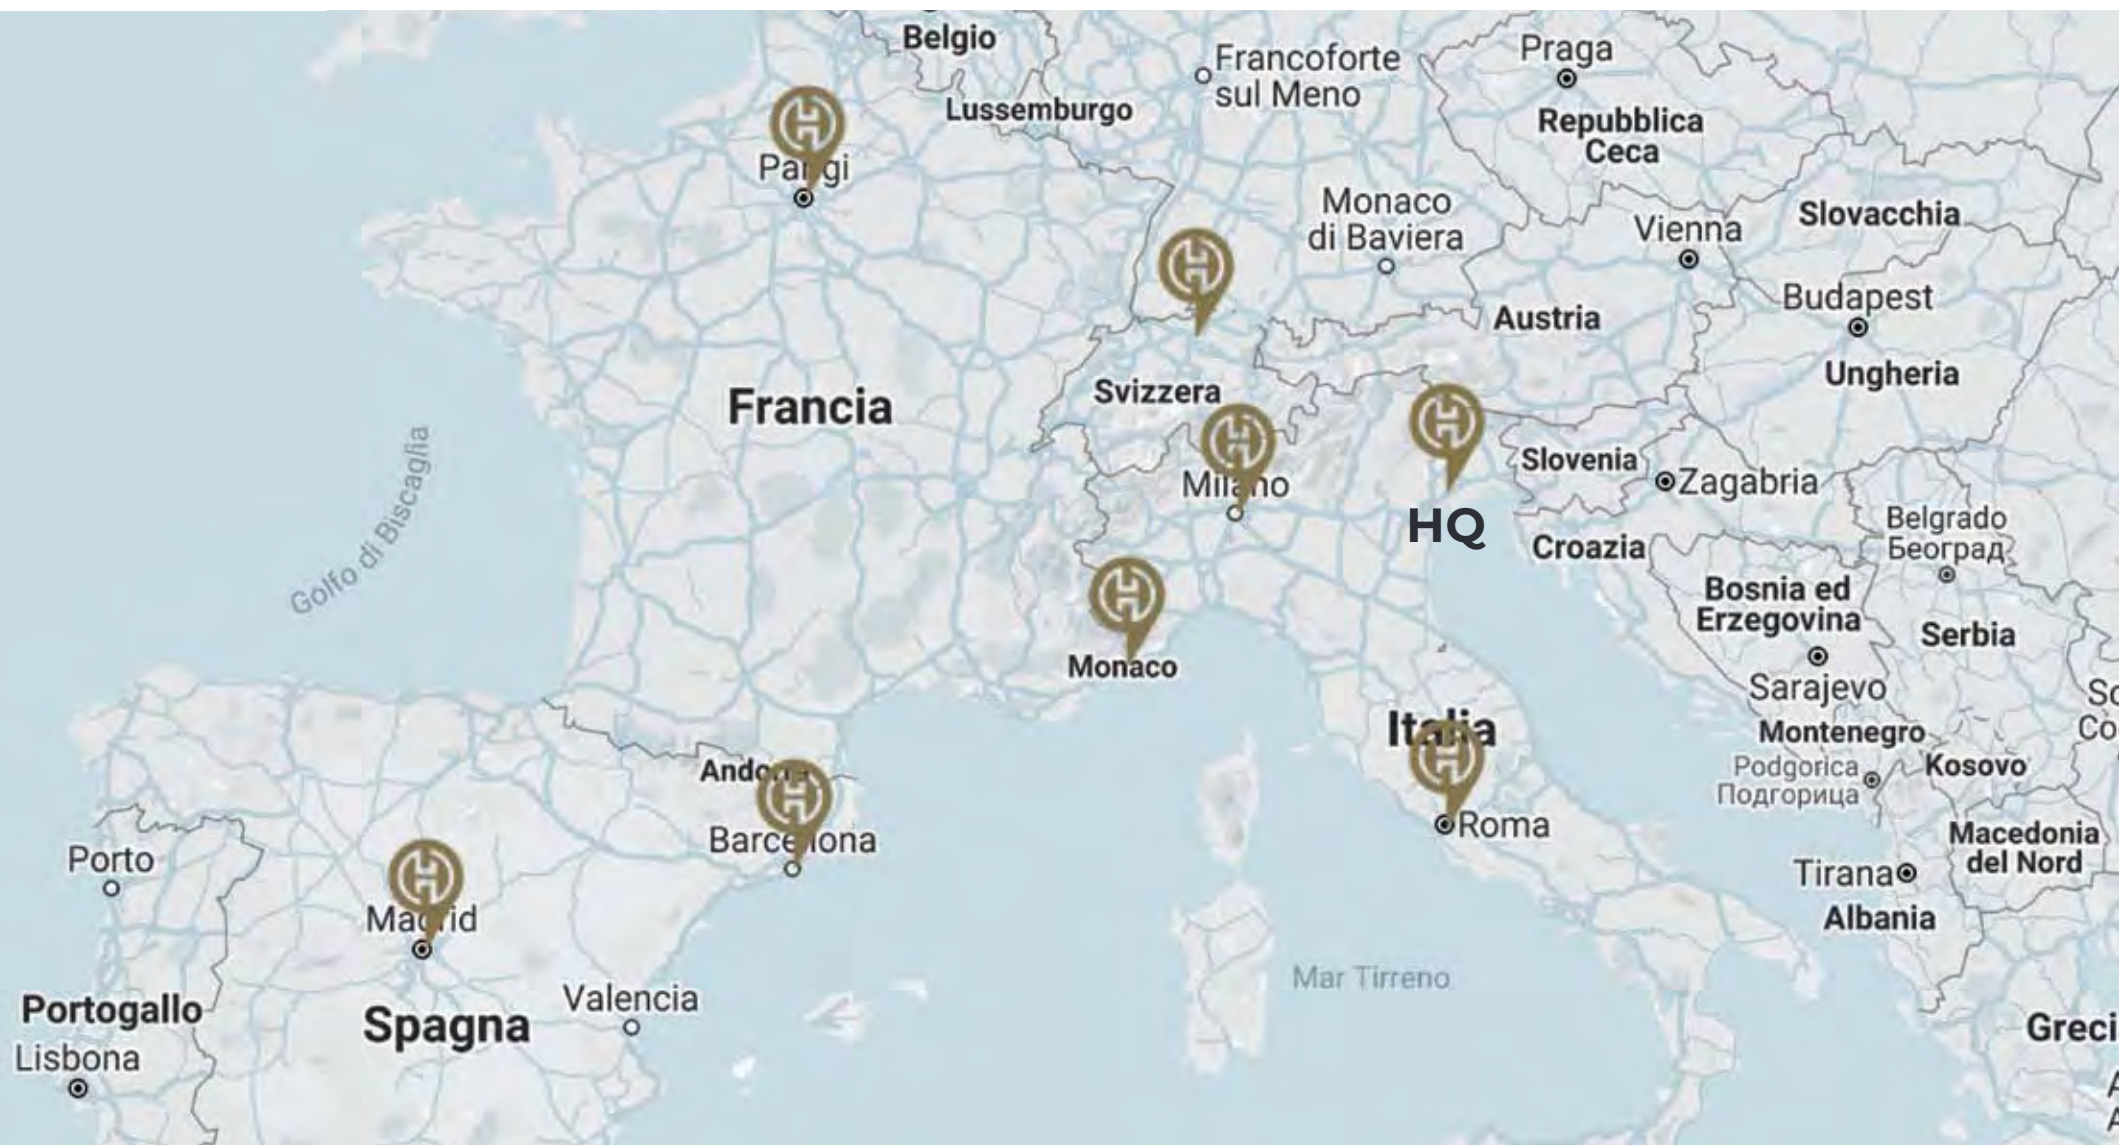 Belgio
Francoforte
sul Meno
Praga
Lussemburgo
Repubblica
Ceca
Parigi
Monaco
di Baviera
Vienna
Slovacchia
Budapest
Austria
Ungheria
Francia
Svizzera
Slovenia
Zagabria
Milano
HQ
Croazia
Belgrado
Београд
Golfo di Biscaglia
Bosnia ed
Erzegovina
Serbia
Monaco
Sarajevo
Italia
Montenegro
Podgorica
Подгорица
Kosovo
Andorra
Barcellona
Roma
Macedonia
del Nord
Porto
Tirana
Albania
Madrid
Mar Tirreno
Valencia
Portogallo
Spagna
Lisbona
Greci